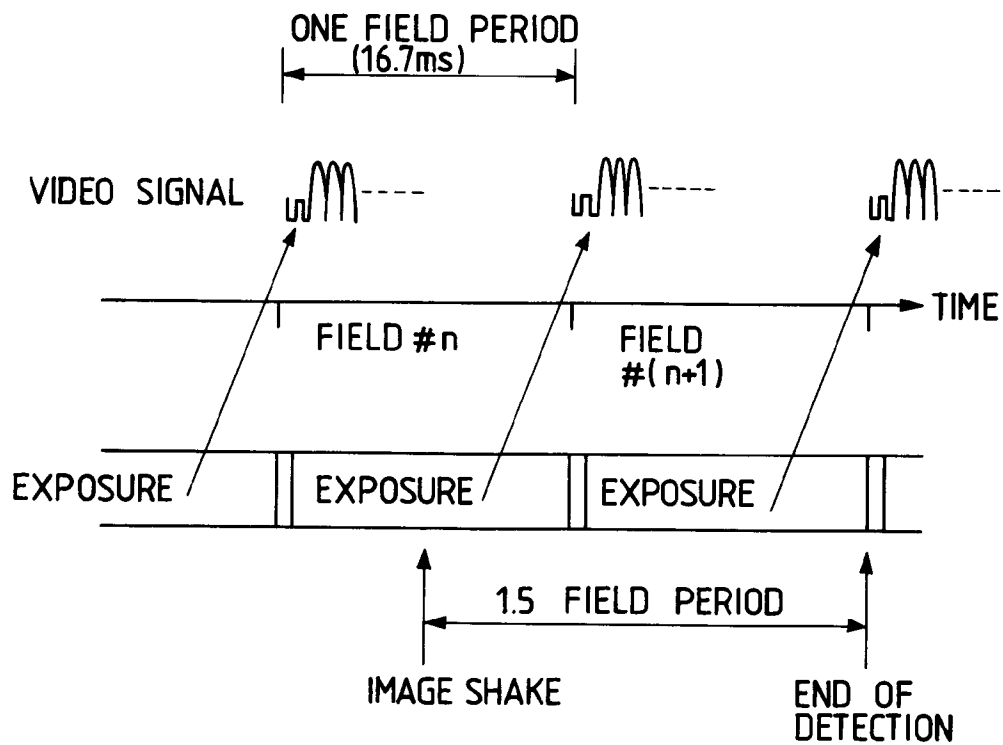 ONE FIELD PERIOD
(16.7ms)
VIDEO SIGNAL
TIME
FIELD #n
FIELD
#(n+1)
EXPOSURE
EXPOSURE
EXPOSURE
1.5 FIELD PERIOD
IMAGE SHAKE
END OF
DETECTION